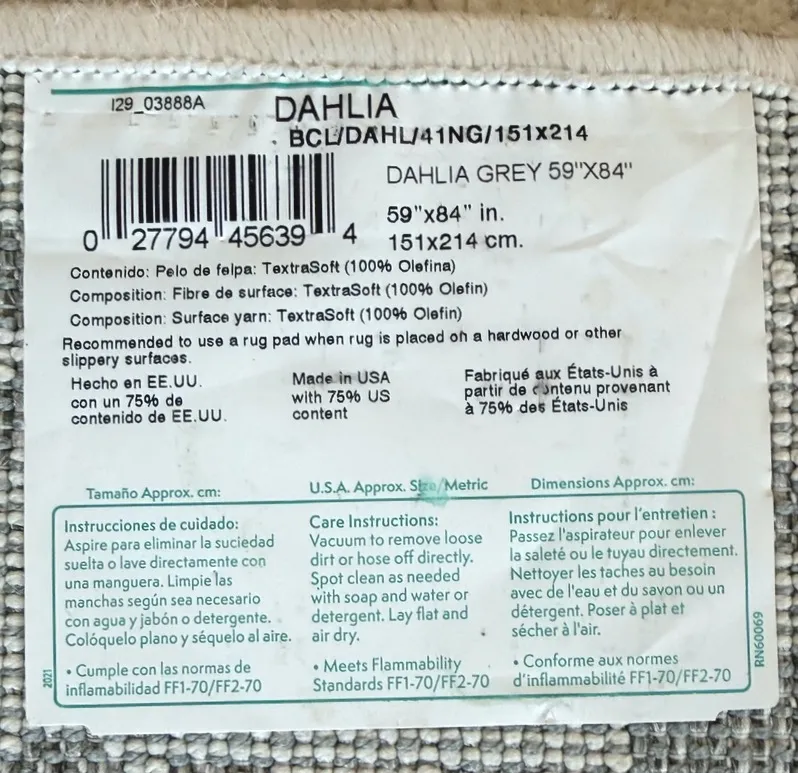 I29_03888A
DAHLIA
BCL/DAHL/41NG/151x214
DAHLIA GREY 59"X84"
59"x84" in.
151x214 cm.
0 27794 45639 4
Contenido: Pelo de felpa: TextraSoft (100% Olefina)
Composition: Fibre de surface: TextraSoft (100% Olefin)
Composition: Surface yarn: TextraSoft (100% Olefin)
Recommended to use a rug pad when rug is placed on a hardwood or other
slippery surfaces.
Hecho en EE.UU.
con un 75% de
contenido de EE.UU.
Made in USA
with 75% US
content
Fabriqué aux États-Unis à
partir de contenu provenant
à 75% des États-Unis
Tamaño Approx. cm:
U.S.A. Approx. Size/Metric
Dimensions Approx. cm:
Instrucciones de cuidado:
Aspire para eliminar la suciedad
suelta o lave directamente con
una manguera. Limpie las
manchas según sea necesario
con agua y jabón o detergente.
Colóquelo plano y séquelo al aire.
• Cumple con las normas de
inflamabilidad FF1-70/FF2-70
Care Instructions:
Vacuum to remove loose
dirt or hose off directly.
Spot clean as needed
with soap and water or
detergent. Lay flat and
air dry.
• Meets Flammability
Standards FF1-70/FF2-70
Instructions pour l'entretien :
Passez l'aspirateur pour enlever
la saleté ou le tuyau directement.
Nettoyer les taches au besoin
avec de l'eau et du savon ou un
détergent. Poser à plat et
sécher à l'air.
• Conforme aux normes
d'inflammabilité FF1-70/FF2-70
2021
RN60069